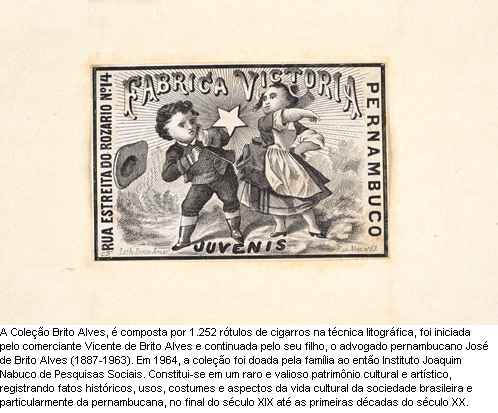 FABRICA VICTORIA
RUA ESTREITA DO ROZARIO Nº14
PERNAMBUCO
JUVENIS
A Coleção Brito Alves, é composta por 1.252 rótulos de cigarros na técnica litográfica, foi iniciada
pelo comerciante Vicente de Brito Alves e continuada pelo seu filho, o advogado pernambucano José
de Brito Alves (1887-1963). Em 1964, a coleção foi doada pela família ao então Instituto Joaquim
Nabuco de Pesquisas Sociais. Constitui-se em um raro e valioso patrimônio cultural e artístico,
registrando fatos históricos, usos, costumes e aspectos da vida cultural da sociedade brasileira e
particularmente da pernambucana, no final do século XIX até as primeiras décadas do século XX.